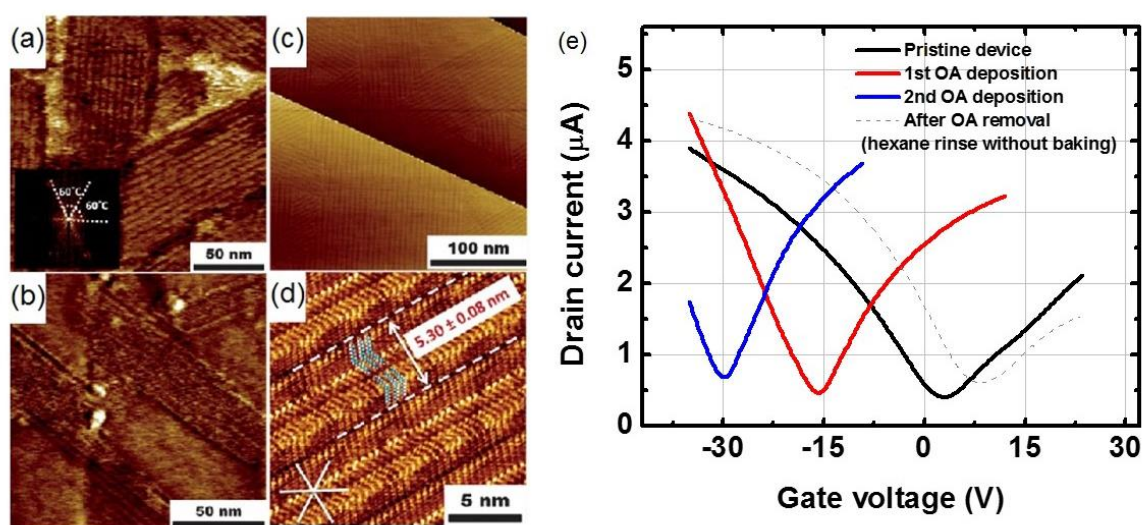 (a)
60°C
60°C
50 nm
(b)
50 nm
(c)
100 nm
(d)
5.30 ± 0.08 nm
5 nm
(e)
Pristine device
1st OA deposition
2nd OA deposition
After OA removal
(hexane rinse without baking)
5
4
3
2
1
0
Drain current (μA)
-30 -15 0 15 30
Gate voltage (V)